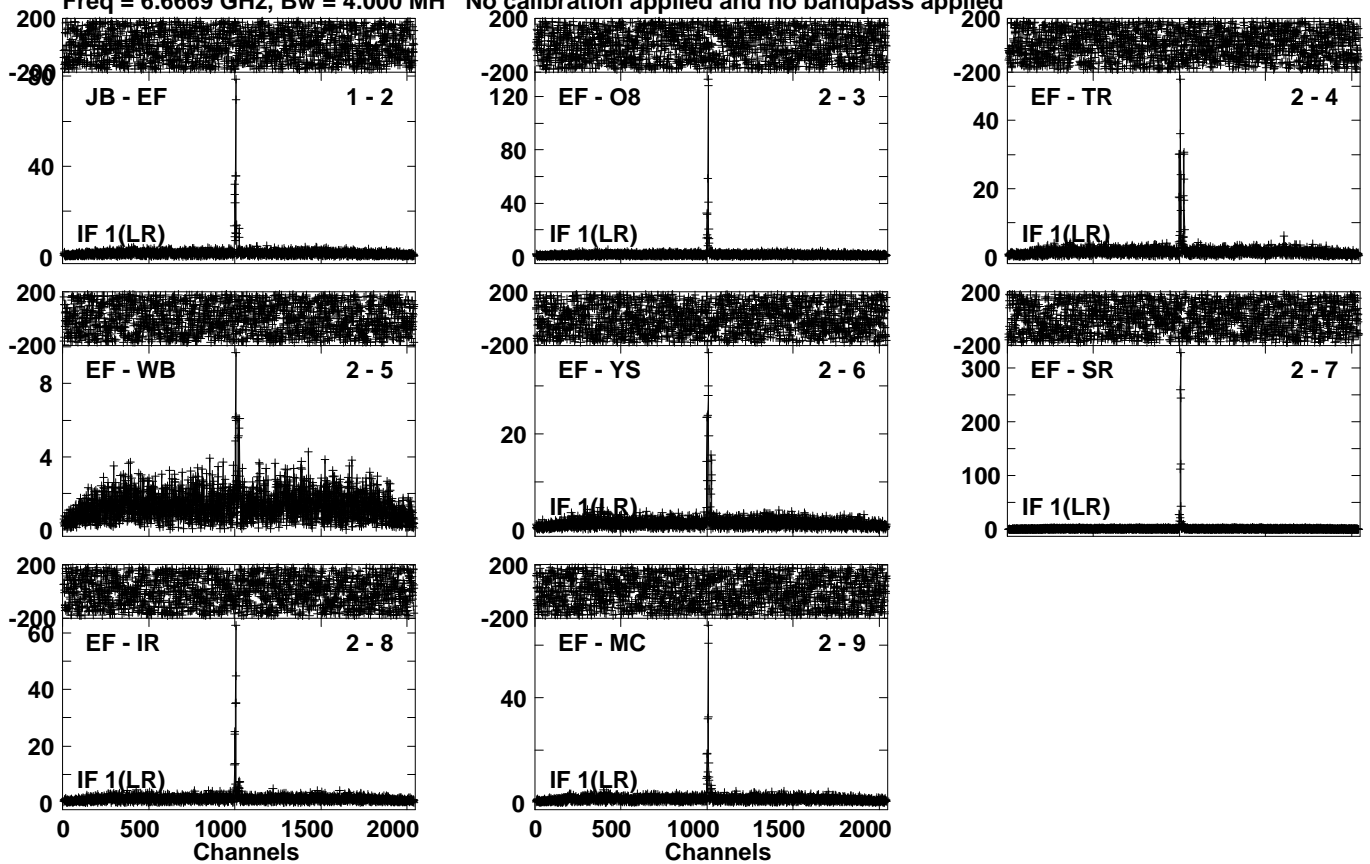 Freq = 6.6669 GHz, Bw = 4.000 MH No calibration applied and no bandpass applied
200 200 200
-200 -200 -200
80 JB - EF 1 - 2 120 EF - O8 2 - 3 EF - TR 2 - 4
40
80
40 20
40
IF 1(LR) IF 1(LR) IF 1(LR)
0 0 0
200 200 200
-200 -200 -200
EF - WB 2 - 5 EF - YS 2 - 6 300 EF - SR 2 - 7
8
20 200
4
100
IF 1(LR) IF 1(LR)
0 0 0
200 200
-200 -200
60 EF - IR 2 - 8 EF - MC 2 - 9
40 40
20
IF 1(LR) IF 1(LR)
0 0
0 500 1000 1500 2000 0 500 1000 1500 2000
Channels Channels